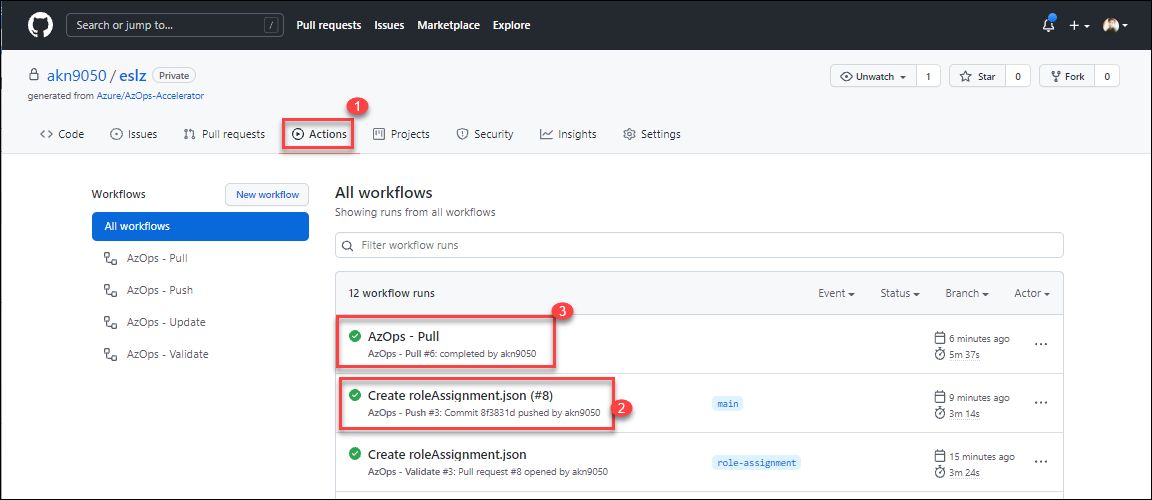 Search or jump to... /
Pull requests Issues Marketplace Explore
akn9050 / eslz Private
Unwatch 1 Star 0 Fork 0
generated from Azure/AzOps-Accelerator
1
Code Issues Pull requests Actions Projects Security Insights Settings
Workflows New workflow
All workflows
AzOps - Pull
AzOps - Push
AzOps - Update
AzOps - Validate
All workflows
Showing runs from all workflows
Filter workflow runs
12 workflow runs Event Status Branch Actor
3
AzOps - Pull
AzOps - Pull #6: completed by akn9050
6 minutes ago
5m 37s
Create roleAssignment.json (#8)
AzOps - Push #3: Commit 8f3831d pushed by akn9050
2
main
9 minutes ago
3m 14s
Create roleAssignment.json
AzOps - Validate #3: Pull request #8 opened by akn9050
role-assignment
15 minutes ago
3m 24s